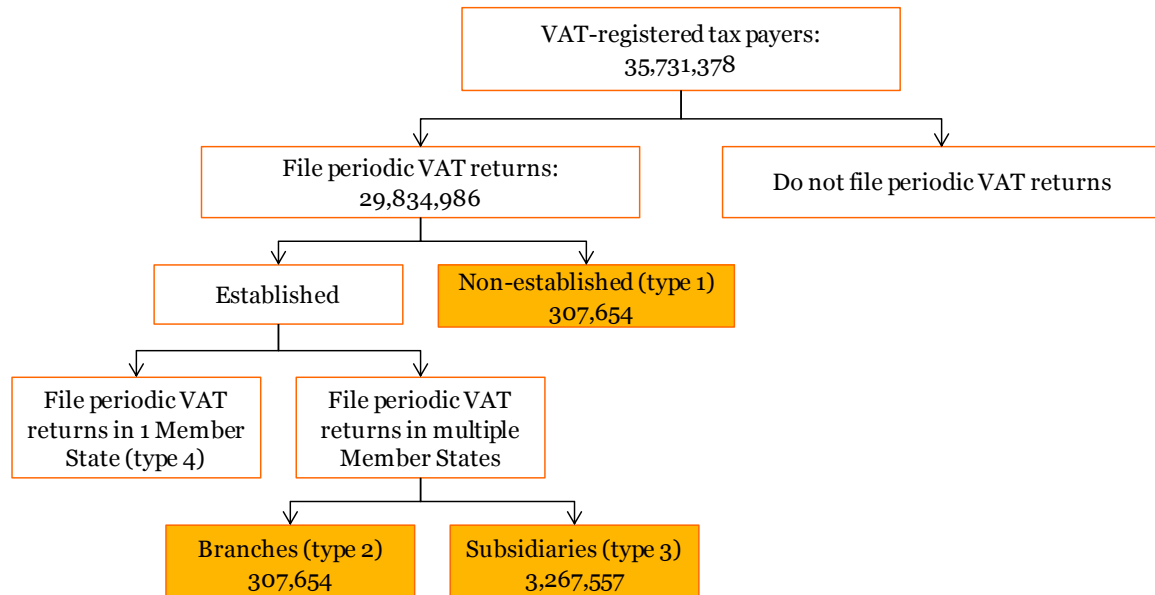 VAT-registered tax payers:
35,731,378
File periodic VAT returns:
29,834,986
Do not file periodic VAT returns
Established
Non-established (type 1)
307,654
File periodic VAT
returns in 1 Member
State (type 4)
File periodic VAT
returns in multiple
Member States
Branches (type 2)
307,654
Subsidiaries (type 3)
3,267,557